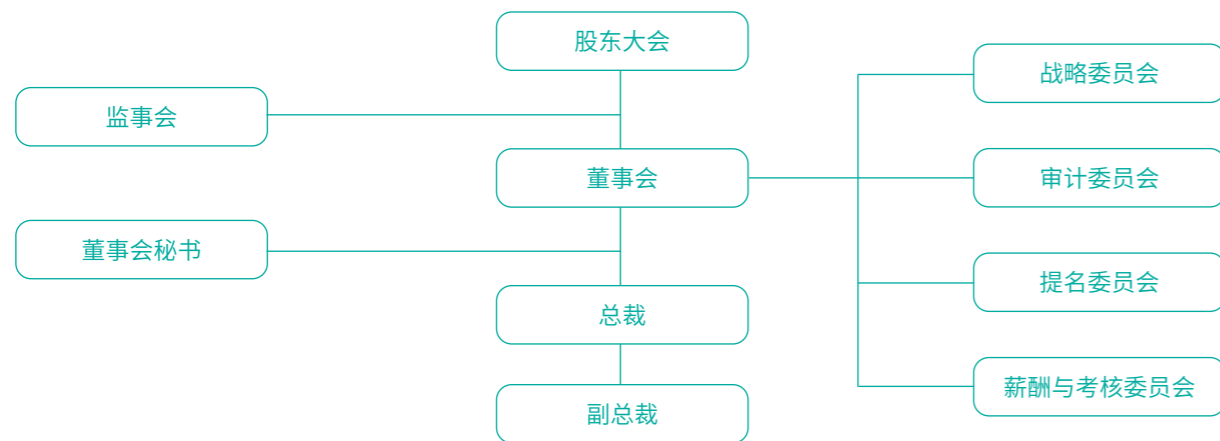 股东大会
战略委员会
监事会
董事会
审计委员会
董事会秘书
提名委员会
总裁
薪酬与考核委员会
副总裁